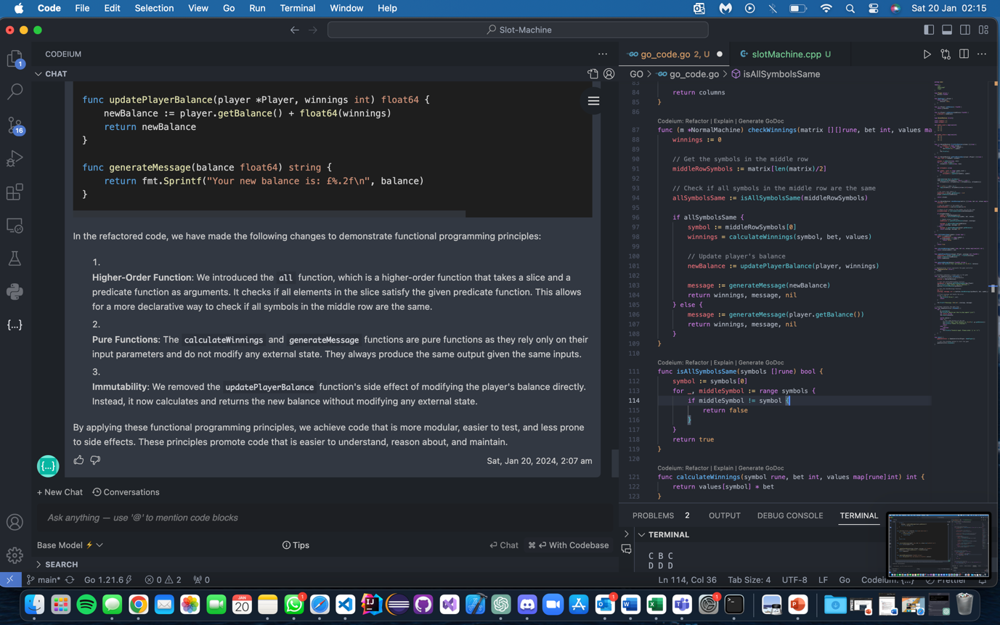 Code File Edit Selection View Go Run Terminal Window Help Sat 20 Jan 02:15
Slot-Machine
CODEIUM
CHAT
func updatePlayerBalance(player *Player, winnings int) float64 {
newBalance := player.getBalance() + float64(winnings)
return newBalance
}
func generateMessage(balance float64) string {
return fmt.Sprintf("Your new balance is: £%.2f\n", balance)
}
In the refactored code, we have made the following changes to demonstrate functional programming principles:
1.
Higher-Order Function: We introduced the all function, which is a higher-order function that takes a slice and a
predicate function as arguments. It checks if all elements in the slice satisfy the given predicate function. This allows
for a more declarative way to check if all symbols in the middle row are the same.
2.
Pure Functions: The calculateWinnings and generateMessage functions are pure functions as they rely only on their
input parameters and do not modify any external state. They always produce the same output given the same inputs.
3.
Immutability: We removed the updatePlayerBalance function's side effect of modifying the player's balance directly.
Instead, it now calculates and returns the new balance without modifying any external state.
By applying these functional programming principles, we achieve code that is more modular, easier to test, and less prone
to side effects. These principles promote code that is easier to understand, reason about, and maintain.
Sat, Jan 20, 2024, 2:07 am
+ New Chat Conversations
Ask anything — use '@' to mention code blocks
Base Model Tips Chat With Codebase
SEARCH
go_code.go 2, U slotMachine.cpp U
GO > go_code.go > isAllSymbolsSame
83
84 return columns
85 }
86
Codeium: Refactor | Explain | Generate GoDoc
87 func (m *NormalMachine) checkWinnings(matrix [][]rune, bet int, values ma
88 winnings := 0
89
90 // Get the symbols in the middle row
91 middleRowSymbols := matrix[len(matrix)/2]
92
93 // Check if all symbols in the middle row are the same
94 allSymbolsSame := isAllSymbolsSame(middleRowSymbols)
95
96 if allSymbolsSame {
97 symbol := middleRowSymbols[0]
98 winnings = calculateWinnings(symbol, bet, values)
99
100 // Update player's balance
101 newBalance := updatePlayerBalance(player, winnings)
102
103 message := generateMessage(newBalance)
104 return winnings, message, nil
105 } else {
106 message := generateMessage(player.getBalance())
107 return winnings, message, nil
108 }
109 }
110
Codeium: Refactor | Explain | Generate GoDoc
111 func isAllSymbolsSame(symbols []rune) bool {
112 symbol := symbols[0]
113 for _, middleSymbol := range symbols {
114 if middleSymbol != symbol {
115 return false
116 }
117 }
118 return true
119 }
120
Codeium: Refactor | Explain | Generate GoDoc
121 func calculateWinnings(symbol rune, bet int, values map[rune]int) int {
122 return values[symbol] * bet
123 }
PROBLEMS 2 OUTPUT DEBUG CONSOLE TERMINAL
TERMINAL
C B C
D D D
main* Go 1.21.6 0 2 0 Ln 114, Col 36 Tab Size: 4 UTF-8 LF Go Codeium: {...} Prettier